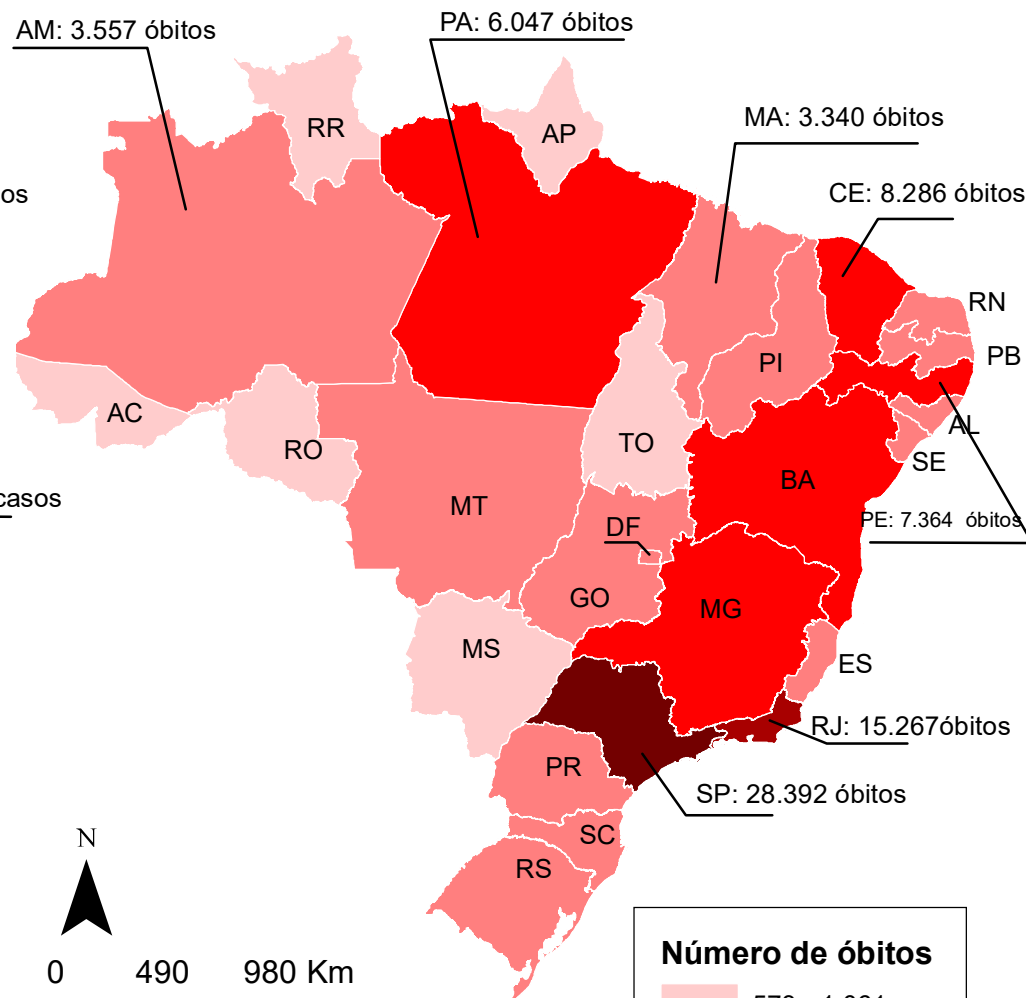 AM: 3.557 óbitos
PA: 6.047 óbitos
RR
AP
MA: 3.340 óbitos
os
CE: 8.286 óbitos
RN
PB
PI
AC
AL
RO
TO
SE
BA
casos
MT
DF
PE: 7.364 óbitos
GO
MG
MS
ES
RJ: 15.267óbitos
PR
SP: 28.392 óbitos
N
SC
RS
Número de óbitos
0 490 980 Km